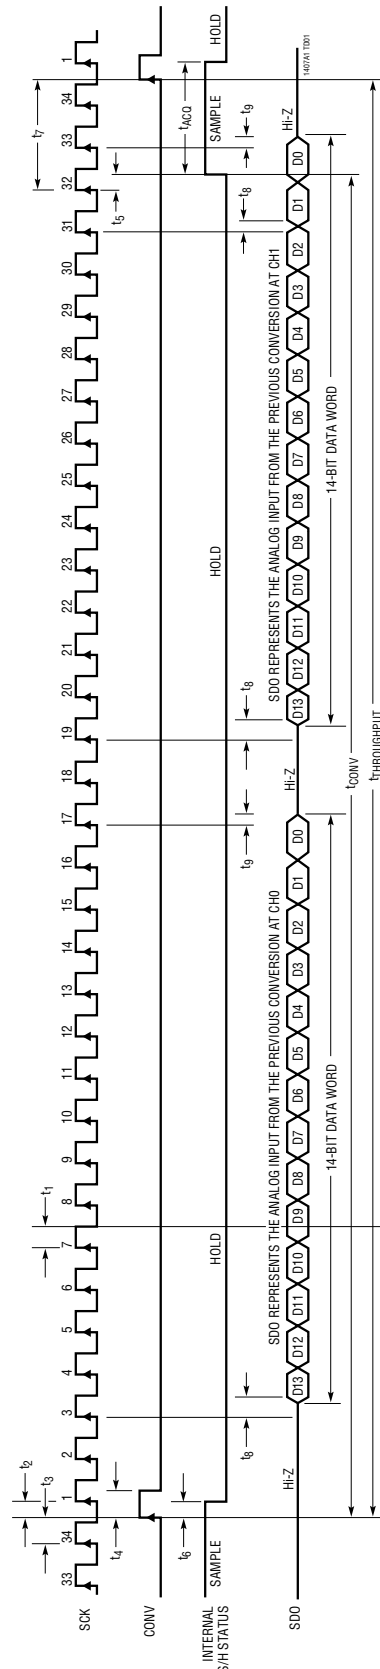 SCK
33
34
1
2
3
4
5
6
7
8
9
10
11
12
13
14
15
16
17
18
19
20
21
22
23
24
25
26
27
28
29
30
31
32
33
34
1
t2
t3
t1
t7
CONV
t4
t5
tACQ
INTERNAL
S/H STATUS
SAMPLE
t6
HOLD
HOLD
SAMPLE
HOLD
t8
t9
t8
t8
t9
SDO REPRESENTS THE ANALOG INPUT FROM THE PREVIOUS CONVERSION AT CH0
SDO REPRESENTS THE ANALOG INPUT FROM THE PREVIOUS CONVERSION AT CH1
SDO
Hi-Z
D13
D12
D11
D10
D9
D8
D7
D6
D5
D4
D3
D2
D1
D0
Hi-Z
D13
D12
D11
D10
D9
D8
D7
D6
D5
D4
D3
D2
D1
D0
Hi-Z
14-BIT DATA WORD
14-BIT DATA WORD
tCONV
tTHROUGHPUT
1407A1 TD01